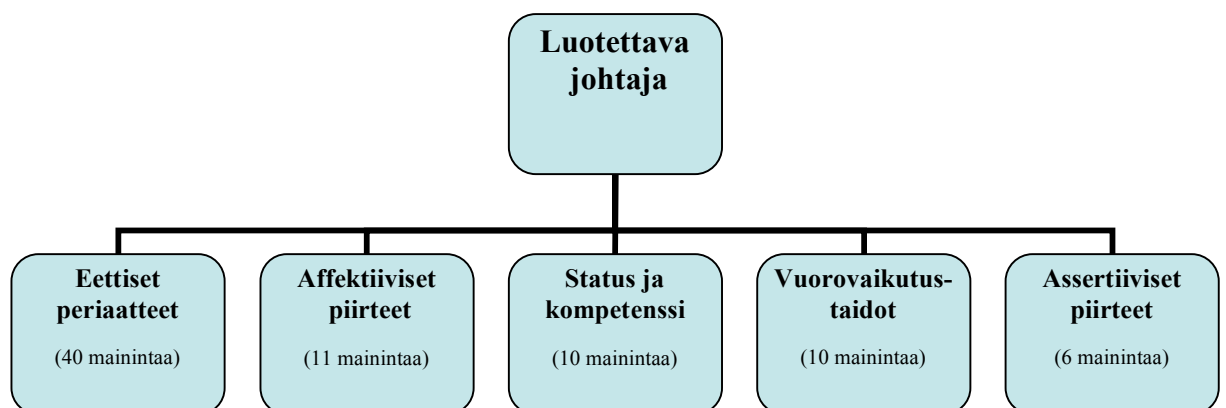 Luotettava
johtaja
Eettiset
periaatteet
(40 mainintaa)
Affektiiviset
piirteet
(11 mainintaa)
Status ja
kompetenssi
(10 mainintaa)
Vuorovaikutus-
taidot
(10 mainintaa)
Assertiiviset
piirteet
(6 mainintaa)